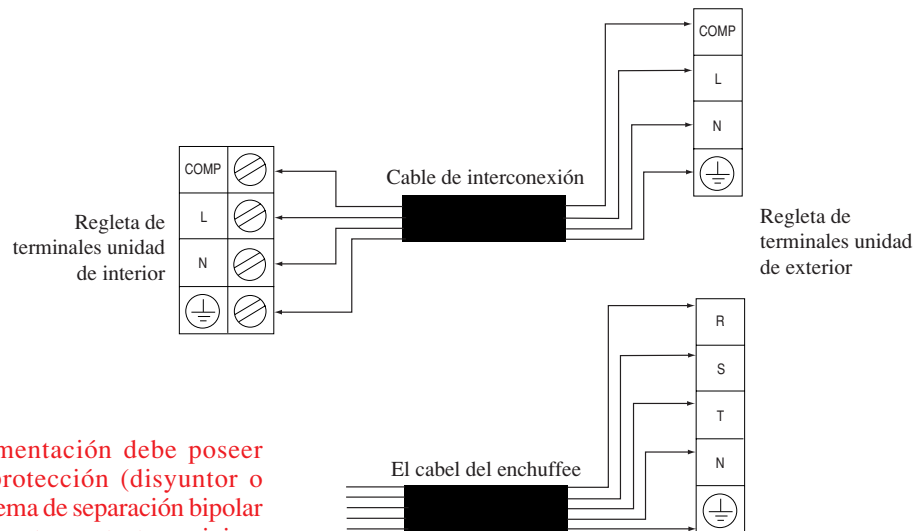 COMP
L
N
Cable de interconexión
COMP
L
N
Regleta de
terminales unidad
de interior
Regleta de
terminales unidad
de exterior
R
S
T
N
El cabel del enchuffee
mentación debe poseer
protección (disyuntor o
ema de separación bipolar